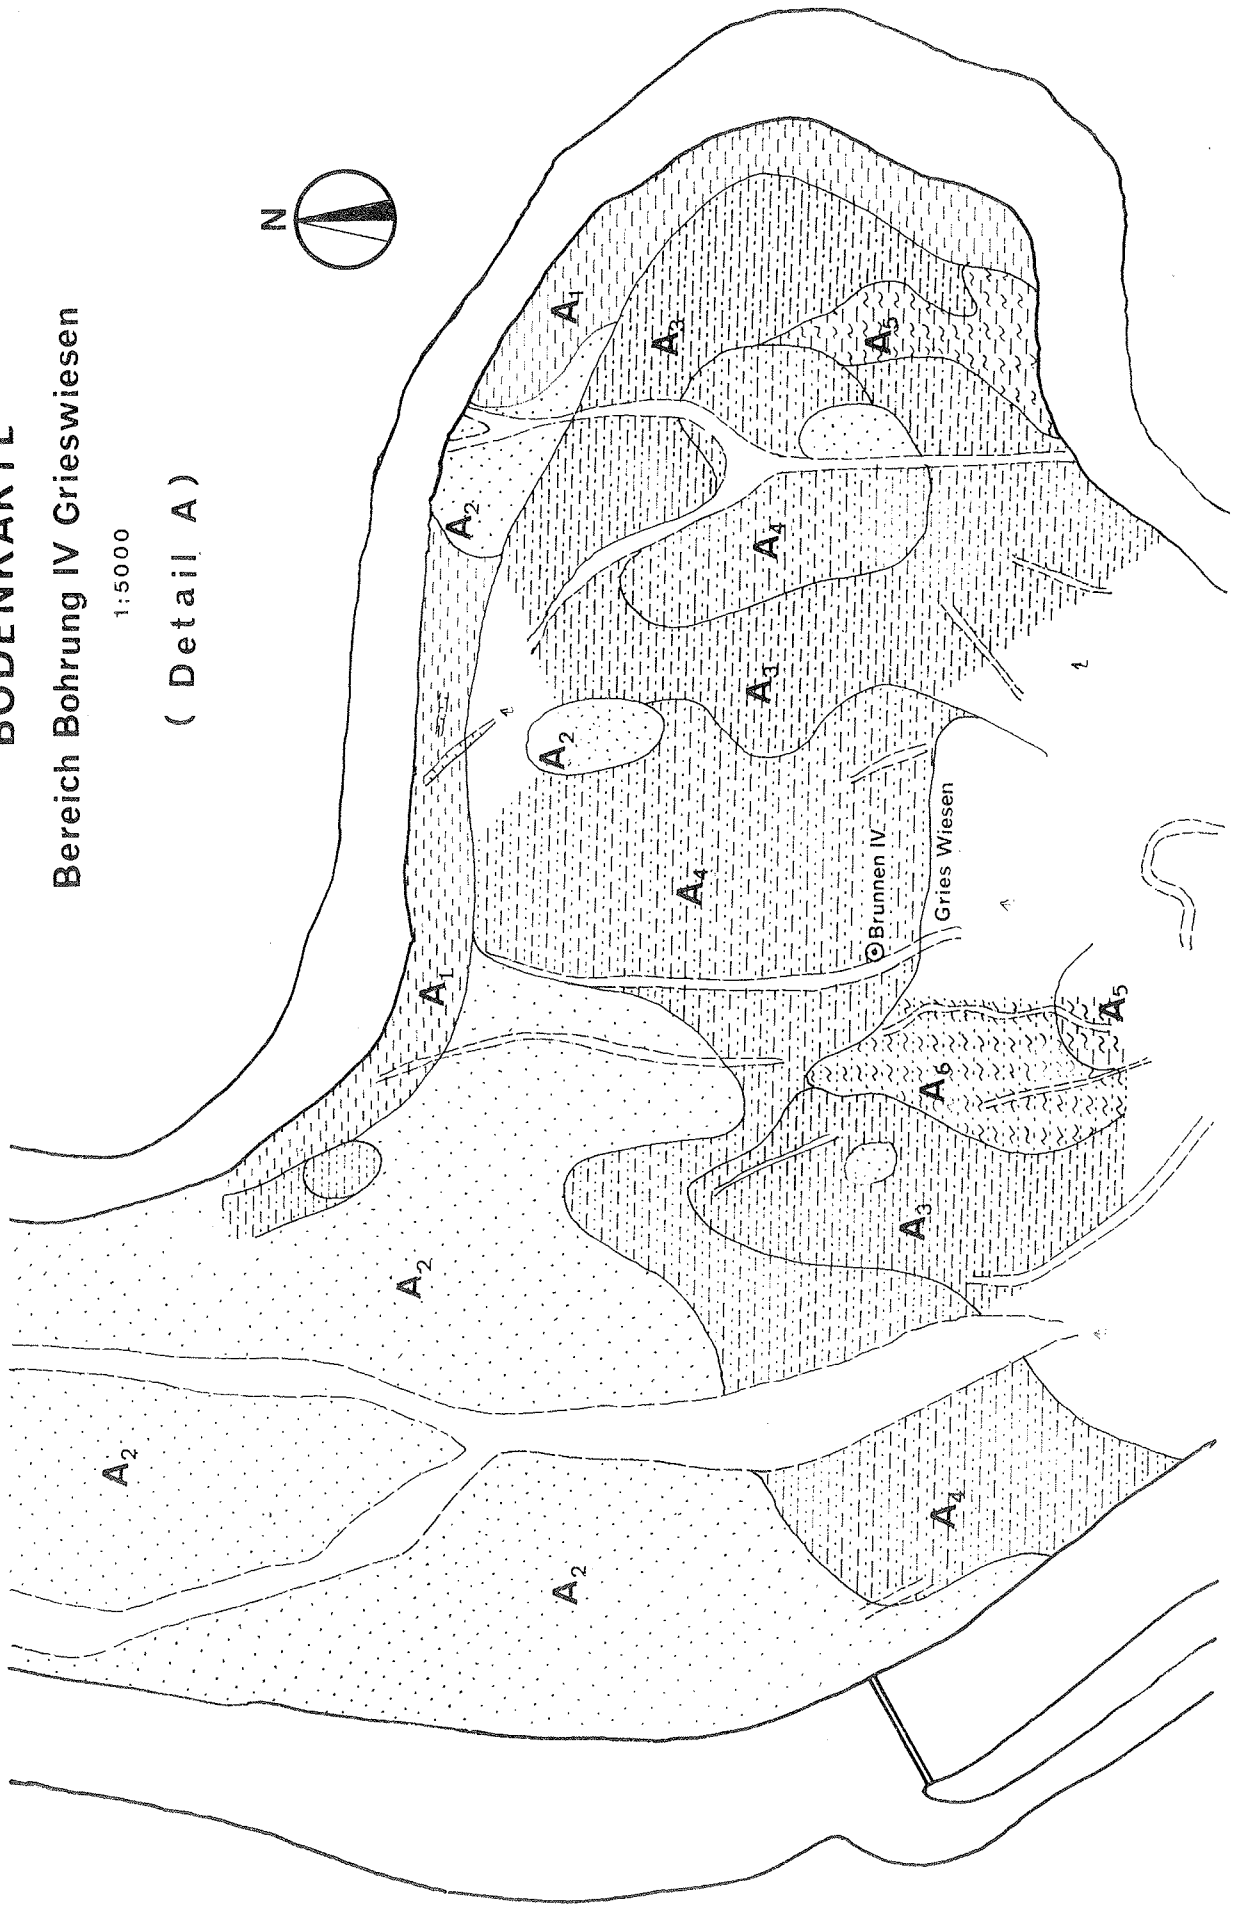 BODENKARTE
Bereich Bohrung IV Grieswiesen
1:5000
( Detail A )
N
A2
A2
A1
A2
A2
A1
A2
A3
A4
A3
A4
Brunnen IV
A5
A3
A6
Gries Wiesen
A4
A5